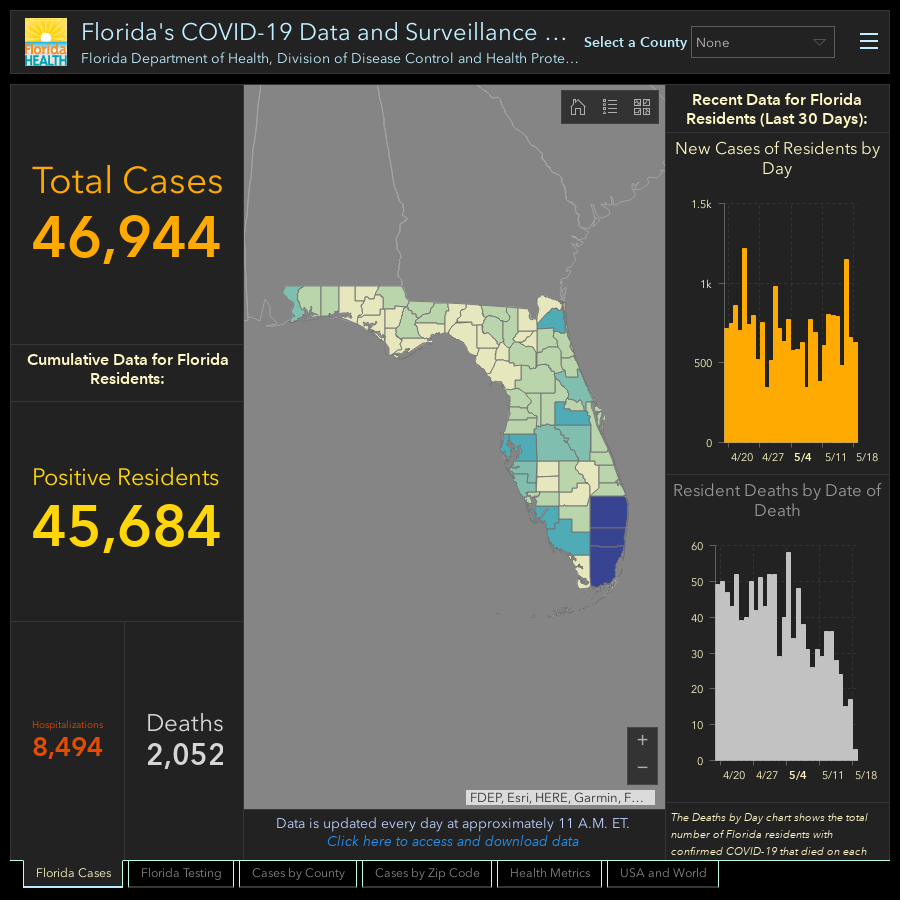 Florida's COVID-19 Data and Surveillance ...
Florida Department of Health, Division of Disease Control and Health Prote...
Florida
HEALTH
Select a County
None
Total Cases
46,944
Cumulative Data for Florida
Residents:
Positive Residents
45,684
Hospitalizations
8,494
Deaths
2,052
FDEP, Esri, HERE, Garmin, F...
Data is updated every day at approximately 11 A.M. ET.
Click here to access and download data
Recent Data for Florida
Residents (Last 30 Days):
New Cases of Residents by
Day
1.5k
1k
500
0
4/20 4/27 5/4 5/11 5/18
Resident Deaths by Date of
Death
60
50
40
30
20
10
0
4/20 4/27 5/4 5/11 5/18
The Deaths by Day chart shows the total
number of Florida residents with
confirmed COVID-19 that died on each
Florida Cases
Florida Testing
Cases by County
Cases by Zip Code
Health Metrics
USA and World